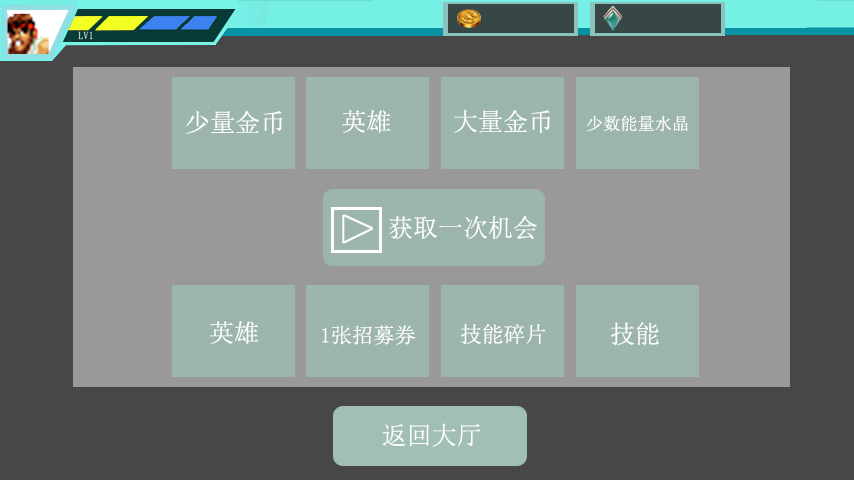 LV1
少量金币
英雄
大量金币
少数能量水晶
获取一次机会
英雄
1张招募券
技能碎片
技能
返回大厅